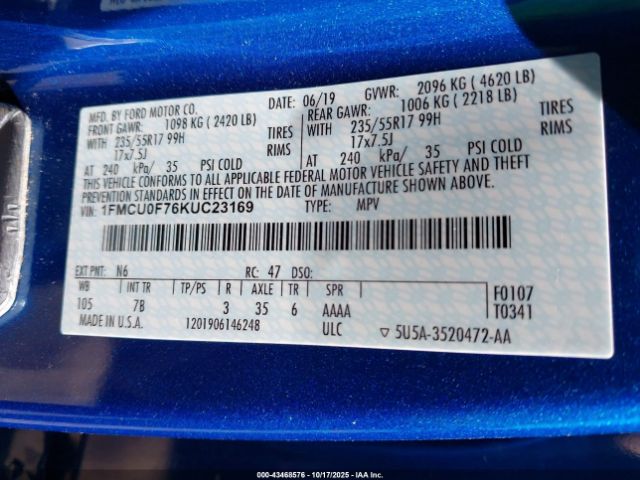 MFD. BY FORD MOTOR CO.
DATE: 06/19 GVWR: 2096 KG ( 4620 LB)
FRONT GAWR: 1098 KG ( 2420 LB) REAR GAWR: 1006 KG ( 2218 LB)
WITH 235/55R17 99H TIRES WITH 235/55R17 99H TIRES
17x7.5J RIMS 17x7.5J RIMS
AT 240 kPa/ 35 PSI COLD AT 240 kPa/ 35 PSI COLD
THIS VEHICLE CONFORMS TO ALL APPLICABLE FEDERAL MOTOR VEHICLE SAFETY AND THEFT
PREVENTION STANDARDS IN EFFECT ON THE DATE OF MANUFACTURE SHOWN ABOVE.
VIN: 1FMCU0F76KUC23169 TYPE: MPV
EXT PNT: N6 RC: 47 DSO:
WB INT TR TP/PS R AXLE TR SPR F0107
105 7B 3 35 6 AAAA T0341
MADE IN U.S.A. 1201906146248 ULC ▽ 5U5A-3520472-AA
000-43468576 | 10/17/2025 | IAA Inc.